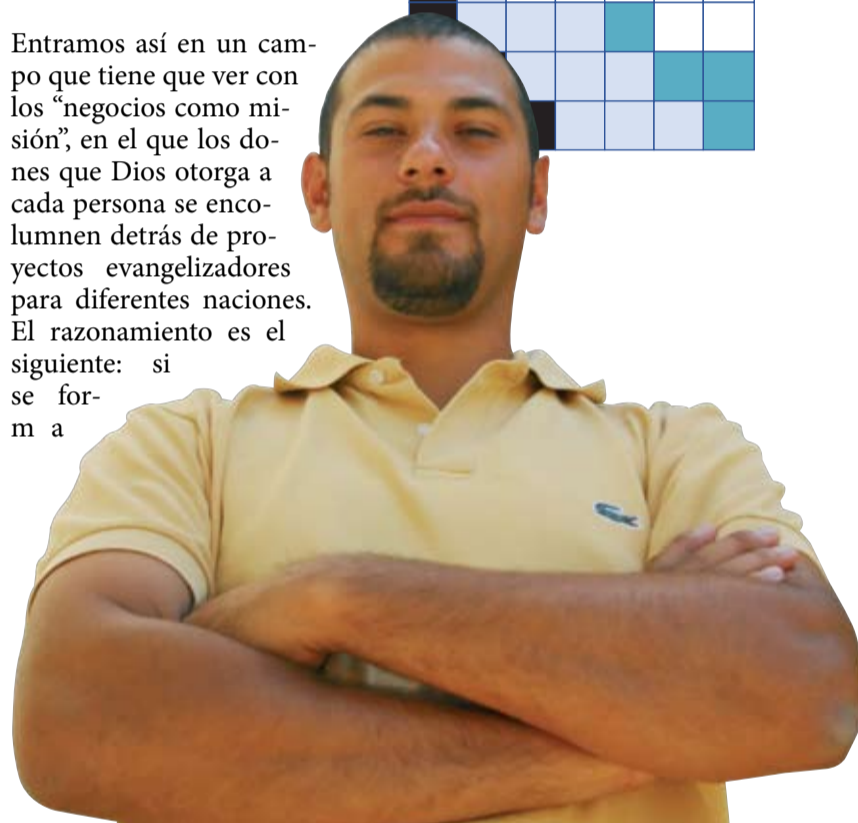 Entramos así en un cam-
po que tiene que ver con
los “negocios como mi-
sión”, en el que los do-
nes que Dios otorga a
cada persona se enco-
lumnen detrás de pro-
yectos evangelizadores
para diferentes naciones.
El razonamiento es el
siguiente: si
se for-
m a